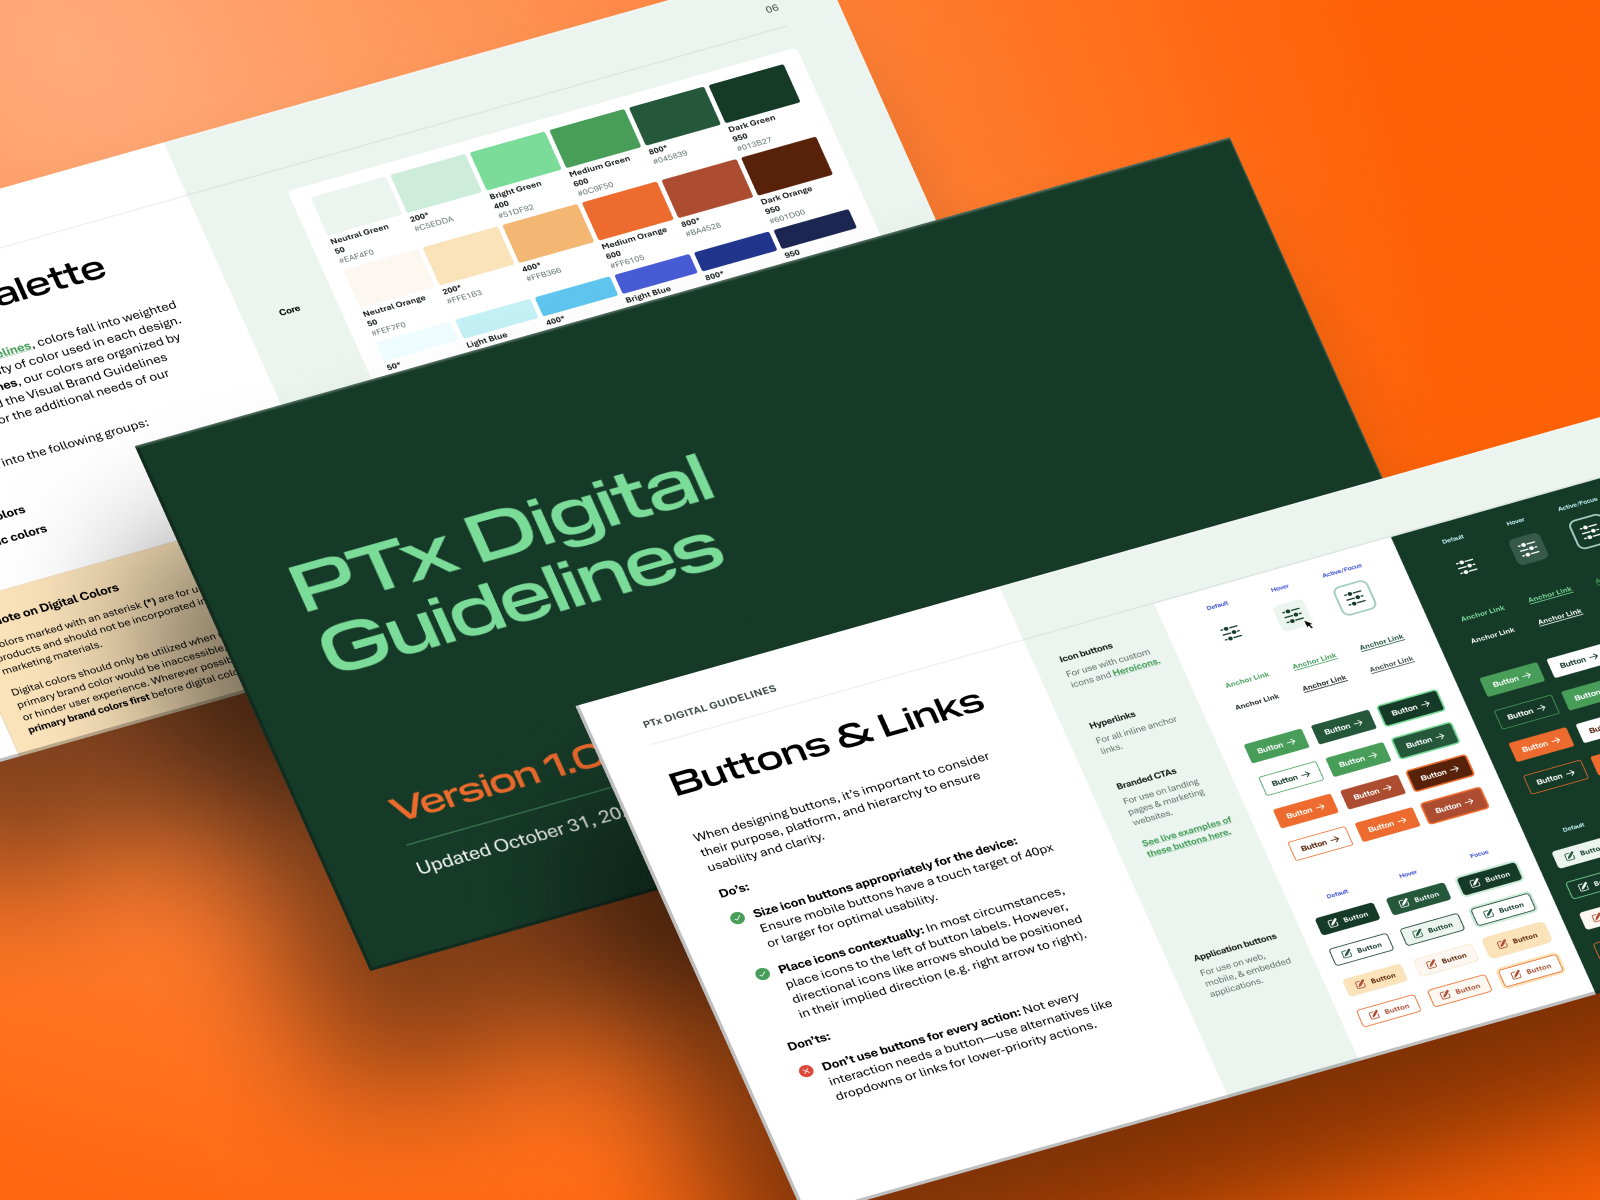 06
alette
elines, colors fall into weighted
ty of color used in each design.
nes, our colors are organized by
d the Visual Brand Guidelines
or the additional needs of our
into the following groups:
olors
ic colors
ote on Digital Colors
olors marked with an asterisk (*) are for u
products and should not be incorporated in
marketing materials.
Digital colors should only be utilized when
primary brand color would be inaccessible
or hinder user experience. Wherever possib
primary brand colors first before digital colo
Core
Neutral Green
50
#EAF4F0
200*
#C5EDDA
Bright Green
400
#51DF92
Medium Green
600
#0C9F50
800*
#045839
Dark Green
950
#013B27
Neutral Orange
50
#FEF7F0
200*
#FFE1B3
400*
#FFB366
Medium Orange
600
#FF6105
800*
#BA4528
Dark Orange
950
#601D00
50*
Light Blue
400*
Bright Blue
800*
950
PTx Digital
Guidelines
Version 1.0
Updated October 31, 202
PTx DIGITAL GUIDELINES
Buttons & Links
When designing buttons, it's important to consider
their purpose, platform, and hierarchy to ensure
usability and clarity.
Do's:
Size icon buttons appropriately for the device:
Ensure mobile buttons have a touch target of 40px
or larger for optimal usability.
Place icons contextually: In most circumstances,
place icons to the left of button labels. However,
directional icons like arrows should be positioned
in their implied direction (e.g. right arrow to right).
Don'ts:
Don't use buttons for every action: Not every
interaction needs a button—use alternatives like
dropdowns or links for lower-priority actions.
Icon buttons
For use with custom
icons and Heroicons.
Hyperlinks
For all inline anchor
links.
Branded CTAs
For use on landing
pages & marketing
websites.
See live examples of
these buttons here.
Application buttons
For use on web,
mobile, & embedded
applications.
Default Hover Active/Focus
Anchor Link Anchor Link Anchor Link
Anchor Link Anchor Link Anchor Link
Button → Button → Button →
Button → Button → Button →
Button → Button → Button →
Button → Button → Button →
Default Hover Focus
Button Button Button
Button Button Button
Button Button Button
Button Button Button
Default Hover Active/Focus
Anchor Link Anchor Link A
Anchor Link Anchor Link
Button → Button →
Button → Button
Button → Bu
Button →
Default
Butto